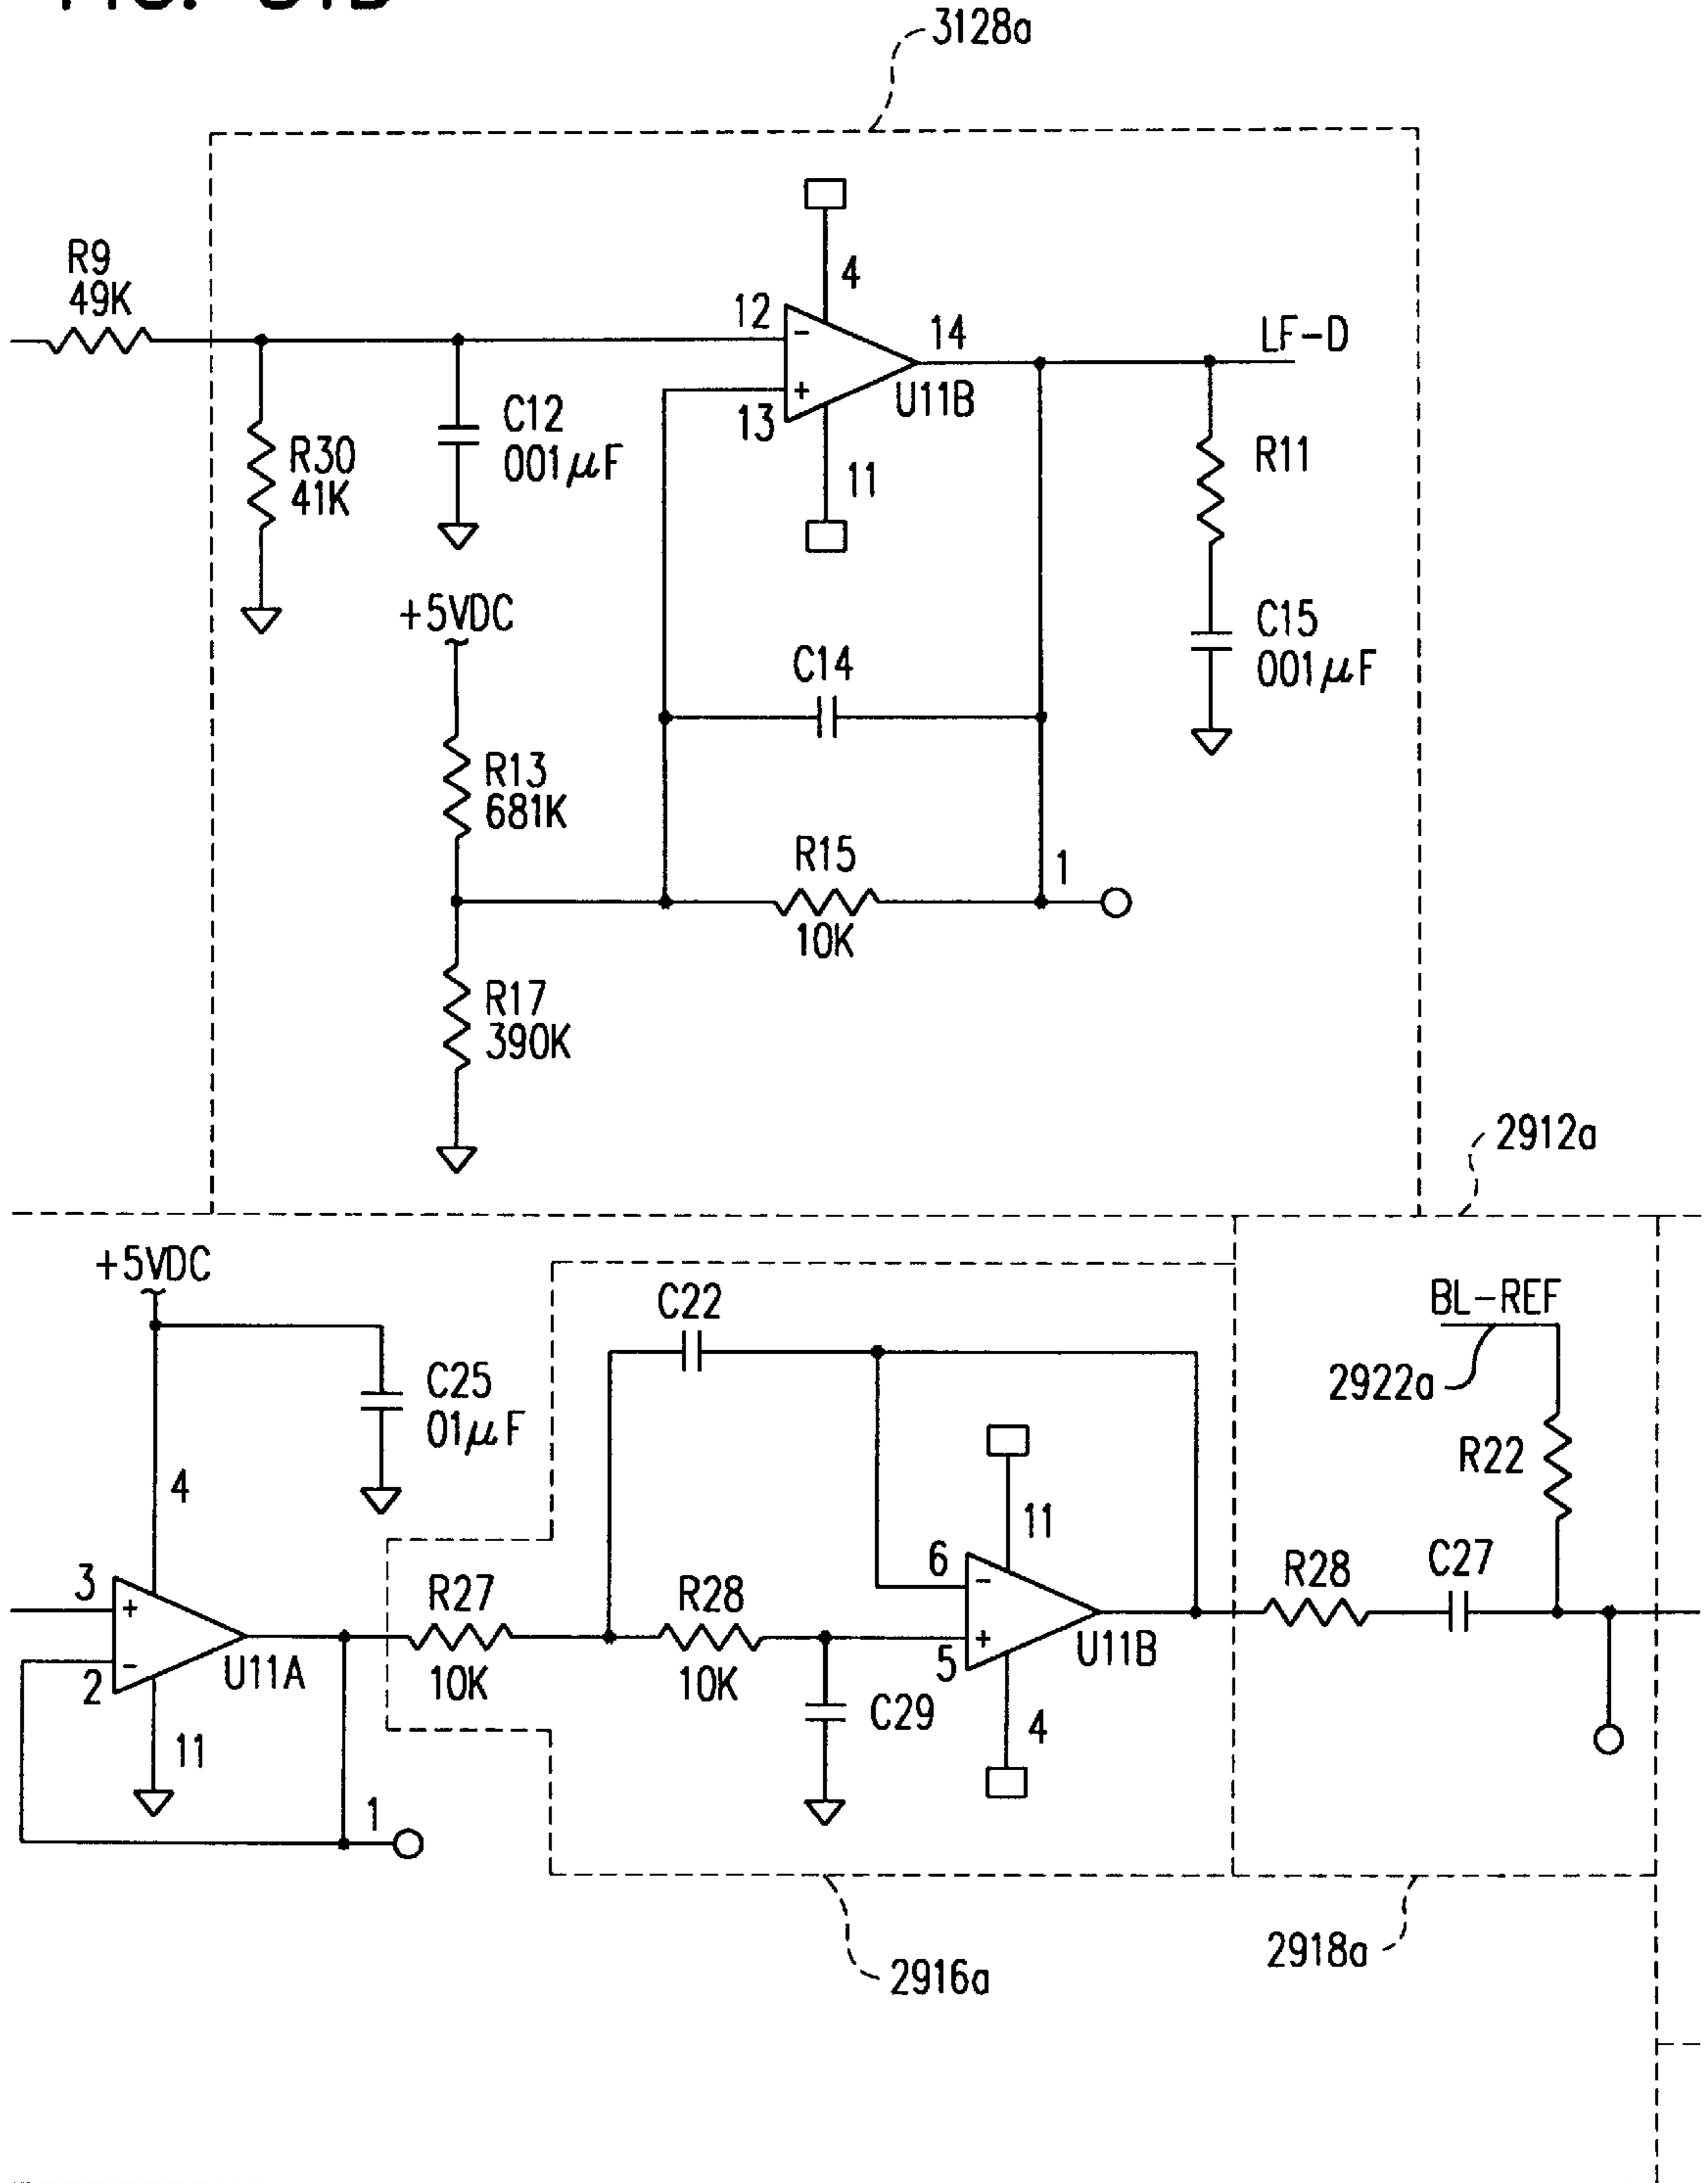 3128a
R9
49K
4
12
-
14
LF-D
+
13
U11B
C12
001μF
R30
41K
11
R11
+5VDC
C14
C15
001μF
R13
681K
R15
1
10K
R17
390K
2912a
+5VDC
C22
BL-REF
C25
01μF
2922a
4
R22
11
3
+
R27
R28
6
-
R28
C27
-
2
U11A
10K
10K
+
5
U11B
C29
11
4
1
2916a
2918a